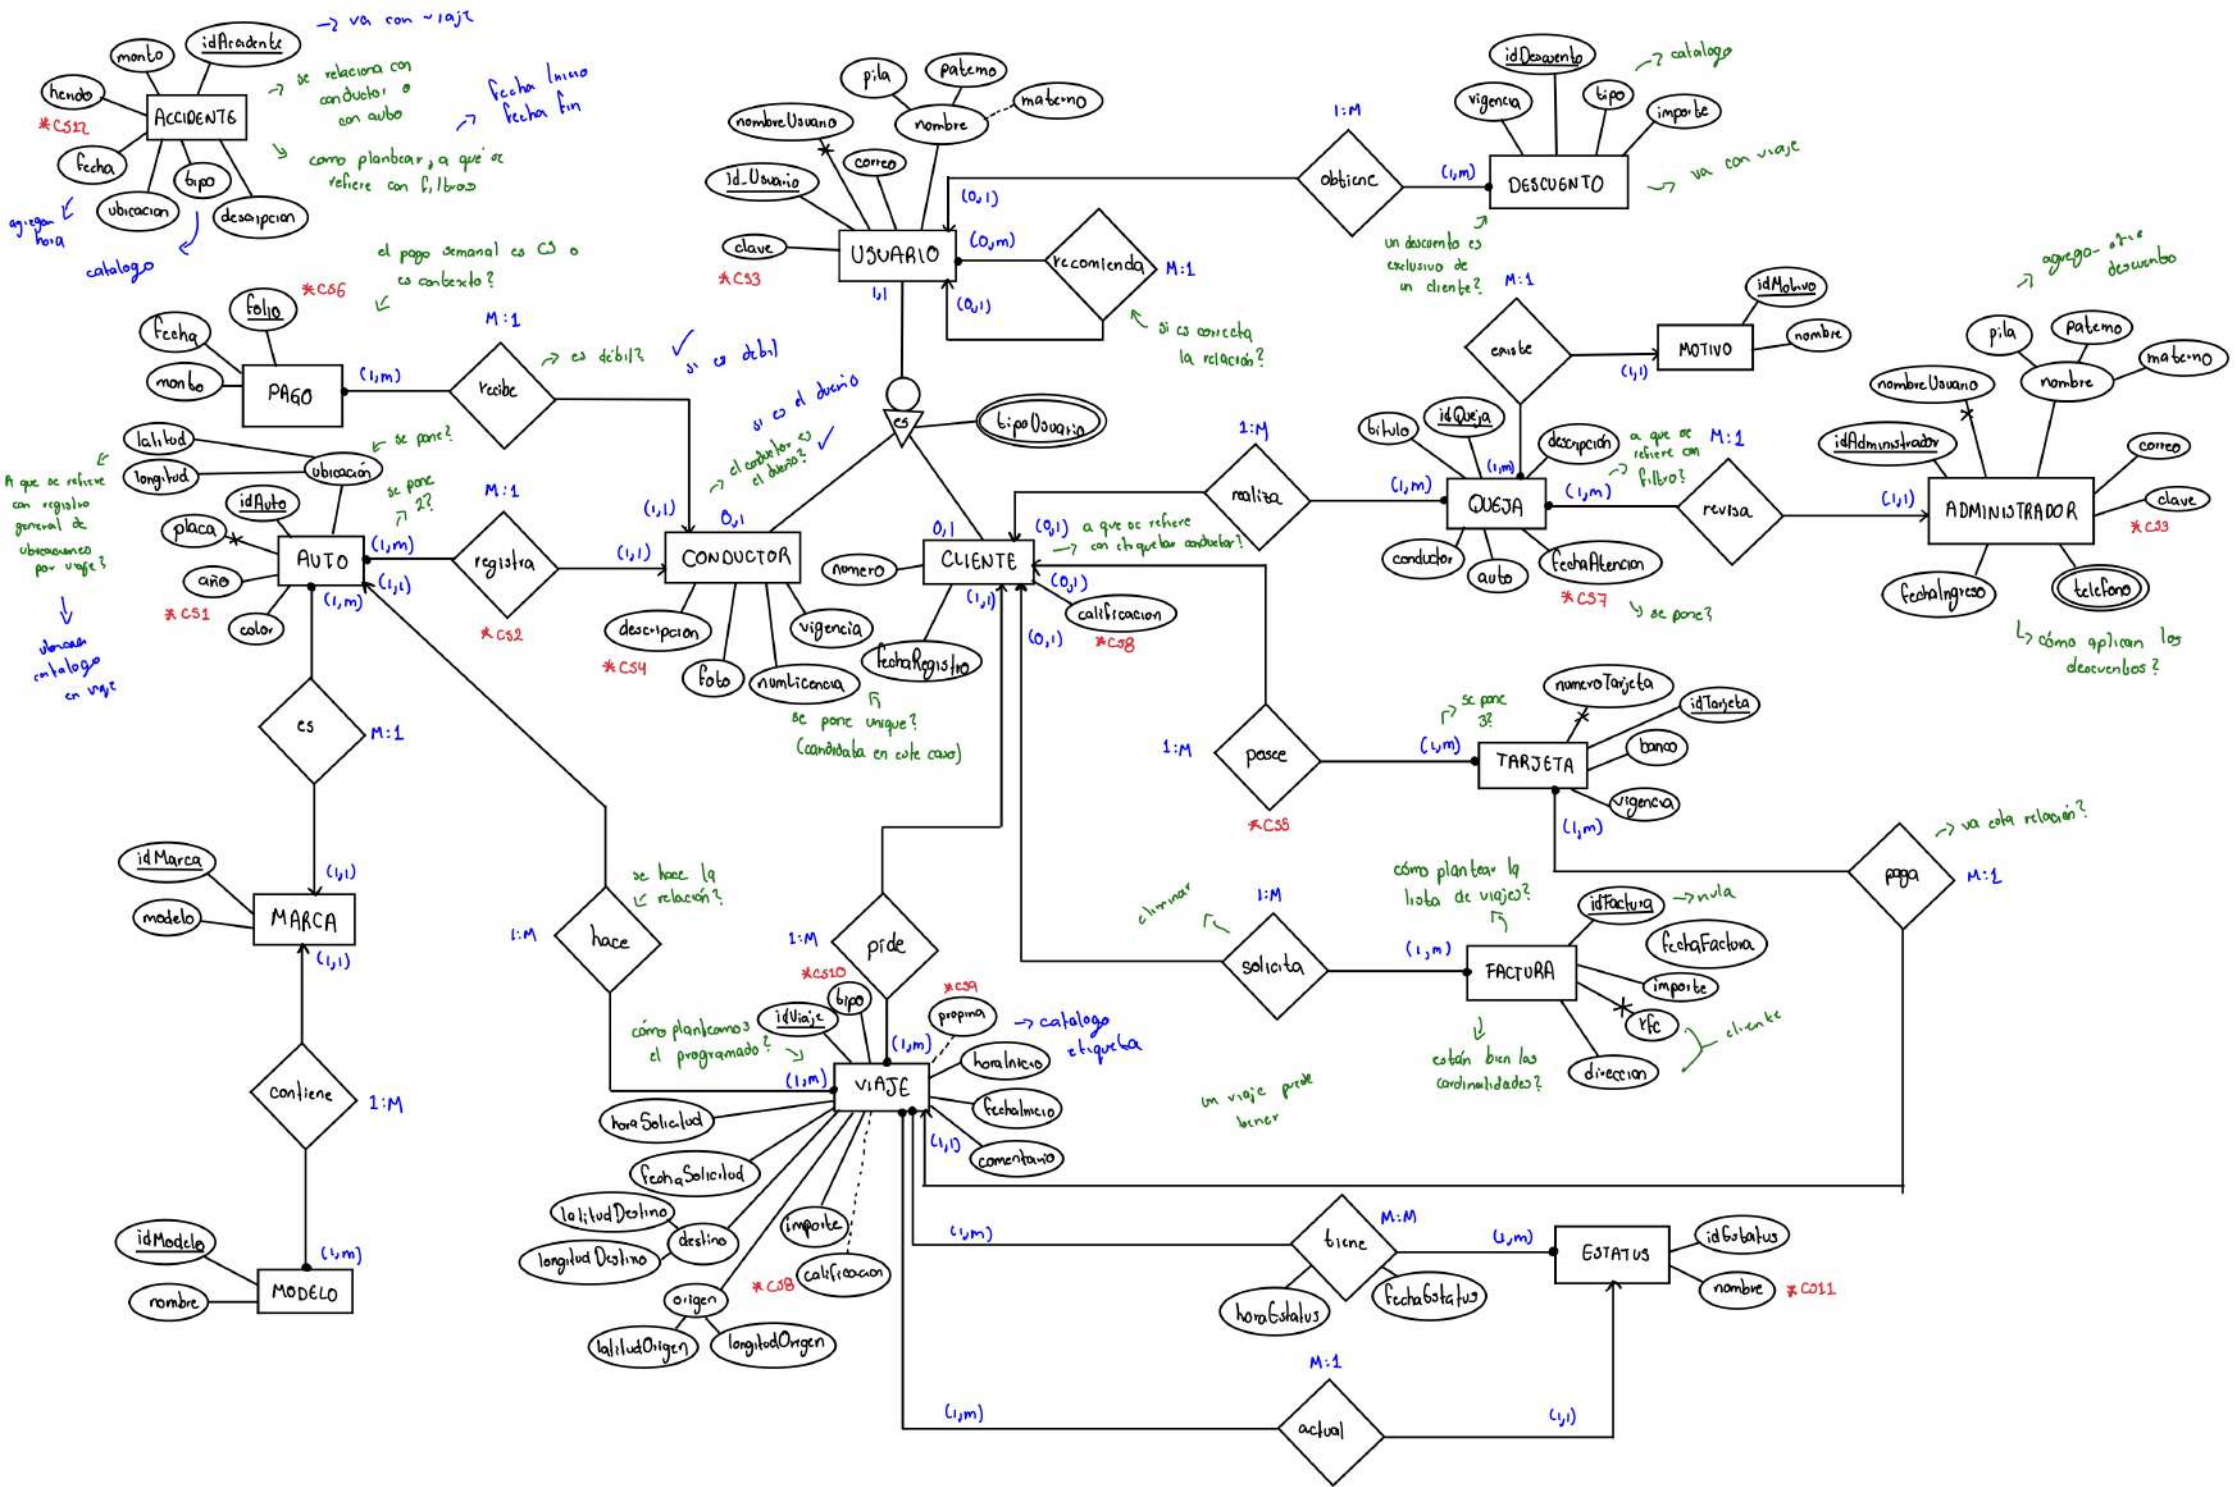 → va con viaje
idAccidente
monto
herido
ACCIDENTE
*CS12
fecha
ubicacion
tipo
descripcion
→ se relaciona con
conductor o
con auto
→ fecha Inicio
fecha fin
como plantear, a qué se
refiere con filtros
agregar
hora
catalogo
pila
paterno
materno
nombre
nombreUsuario
correo
id_Usuario
clave
*CS3
USUARIO
1,1
(0,1)
(0,m)
(0,1)
recomienda
M:1
si es correcta
la relación?
1:M
obtiene
(1,m)
idDescuento
vigencia
tipo
importe
→ catalogo
DESCUENTO
→ va con viaje
un descuento es
exclusivo de
un cliente?
el pago semanal es CS o
es contexto?
*CS6
folio
fecha
monto
PAGO
(1,m)
M:1
recibe
→ es débil?
✓ si es debil
(1,1)
si es el dueño
→ el conductor es
el dueño? ✓
es
tipoUsuario
M:1
existe
(1,1)
MOTIVO
idMotivo
nombre
agrego
descuento
pila
paterno
materno
nombre
nombreUsuario
idAdministrador
correo
clave
*CS3
ADMINISTRADOR
fechaIngreso
telefono
cómo aplican los
descuentos?
latitud
longitud
ubicación
← se pone?
A que se refiere
con registro
general de
ubicaciones
por viaje?
catalogo
en viaje
idAuto
placa
año
color
*CS1
AUTO
→ se pone
2?
(1,m)
(1,1)
(1,m)
M:1
registra
*CS2
(1,1)
0,1
CONDUCTOR
descripcion
*CS4
foto
numLicencia
vigencia
se pone unique?
(candidata en este caso)
0,1
CLIENTE
numero
fechaRegistro
calificacion
*CS8
(0,1)
→ a que se refiere
con etiquetar conductor?
(0,1)
(1,1)
(0,1)
1:M
realiza
(1,m)
titulo
idQueja
descripción
(1,m)
QUEJA
conductor
auto
fechaAtencion
*CS7
se pone?
→ a que se
refiere con
filtro?
M:1
(1,m)
revisa
(1,1)
es
M:1
(1,1)
idMarca
modelo
MARCA
(1,1)
contiene
1:M
(1,m)
idModelo
nombre
MODELO
se hace la
← relación?
1:M
hace
1:M
pide
*CS10
(1,m)
1:M
posee
*CS5
(1,m)
→ se pone
3?
numeroTarjeta
idTarjeta
banco
vigencia
TARJETA
(1,m)
paga
→ va esta relación?
M:1
eliminar
1:M
solicita
(1,m)
cómo plantear la
lista de viajes?
idFactura
→ nula
fechaFactura
importe
rfc
cliente
direccion
FACTURA
están bien las
cardinalidades?
cómo planteamos
el programado?
(1,m)
idViaje
tipo
*CS9
propina
→ catalogo
etiqueta
horaInicio
fechaInicio
comentario
VIAJE
(1,1)
horaSolicitud
fechaSolicitud
latitudDestino
longitudDestino
destino
importe
calificacion
*CS8
origen
latitudOrigen
longitudOrigen
un viaje puede
tener
(1,m)
tiene
M:M
(1,m)
horaEstatus
fechaEstatus
ESTATUS
idEstatus
nombre
*CS11
M:1
(1,m)
actual
(1,1)